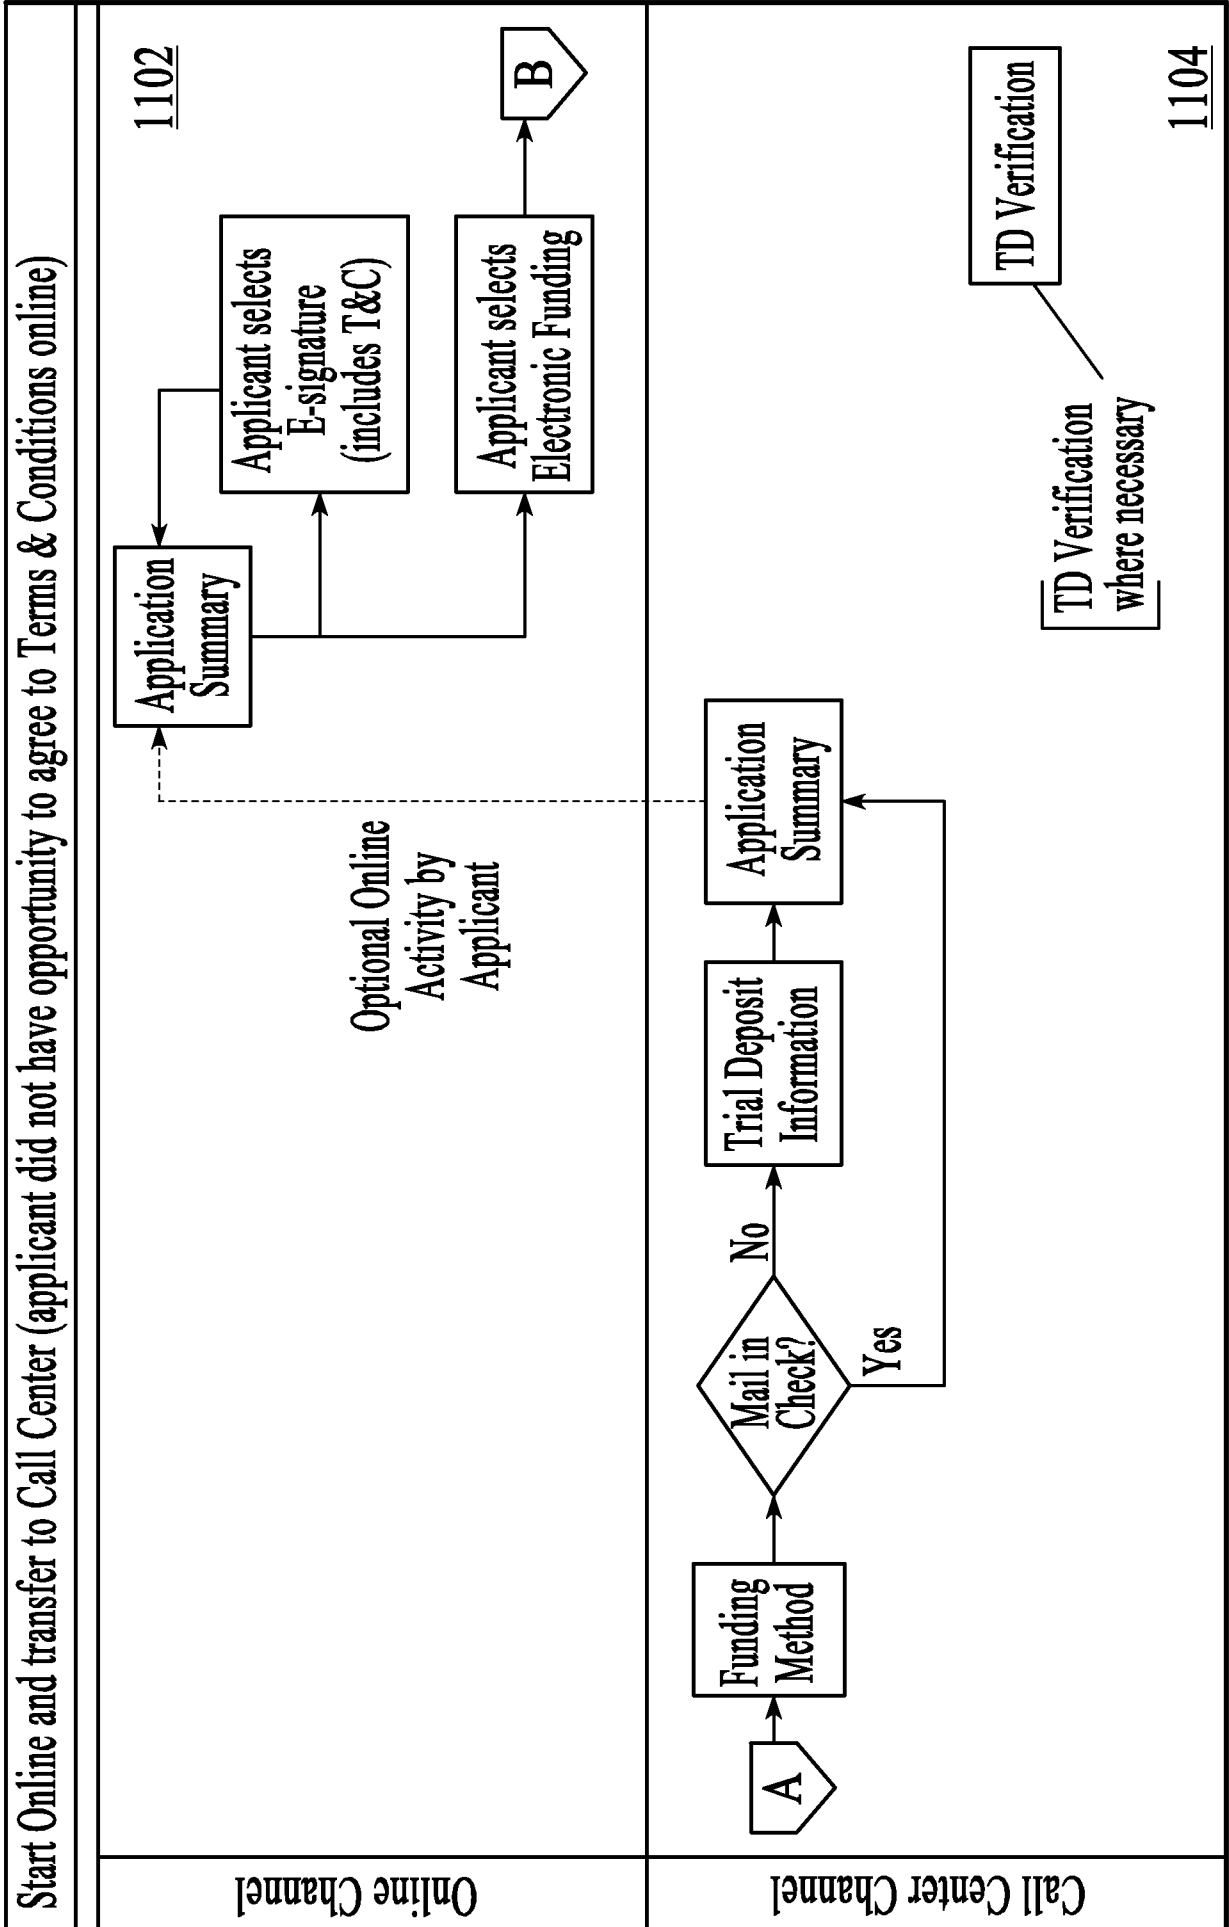 Start Online and transfer to Call Center (applicant did not have opportunity to agree to Terms & Conditions online)
Online Channel
1102
Application
Summary
Applicant selects
E-signature
(includes T&C)
Applicant selects
Electronic Funding
B
Optional Online
Activity by
Applicant
Call Center Channel
A
Funding
Method
Mail in
Check?
No
Yes
Trial Deposit
Information
Application
Summary
TD Verification
where necessary
TD Verification
1104